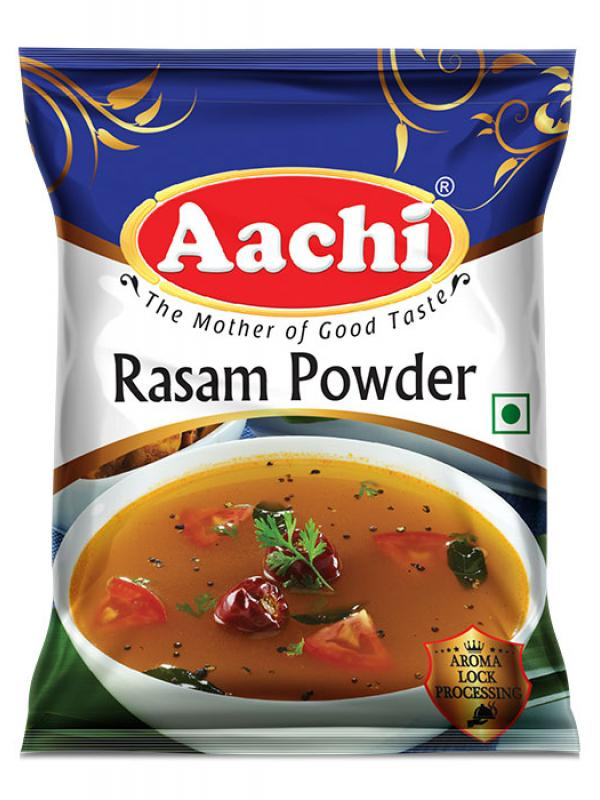 Aachi ®
The Mother of Good Taste
Rasam Powder
AROMA
LOCK
PROCESSING